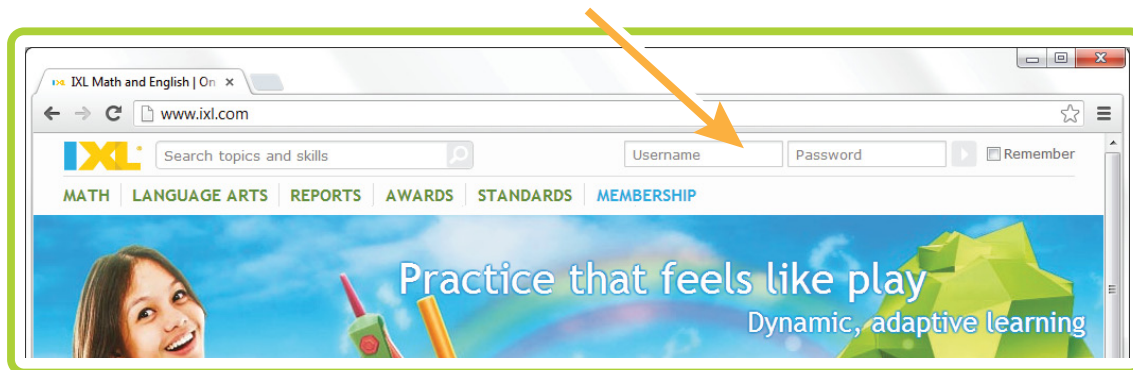 IXL Math and English | On
www.ixl.com
IXL Search topics and skills Username Password Remember
MATH LANGUAGE ARTS REPORTS AWARDS STANDARDS MEMBERSHIP
Practice that feels like play
Dynamic, adaptive learning